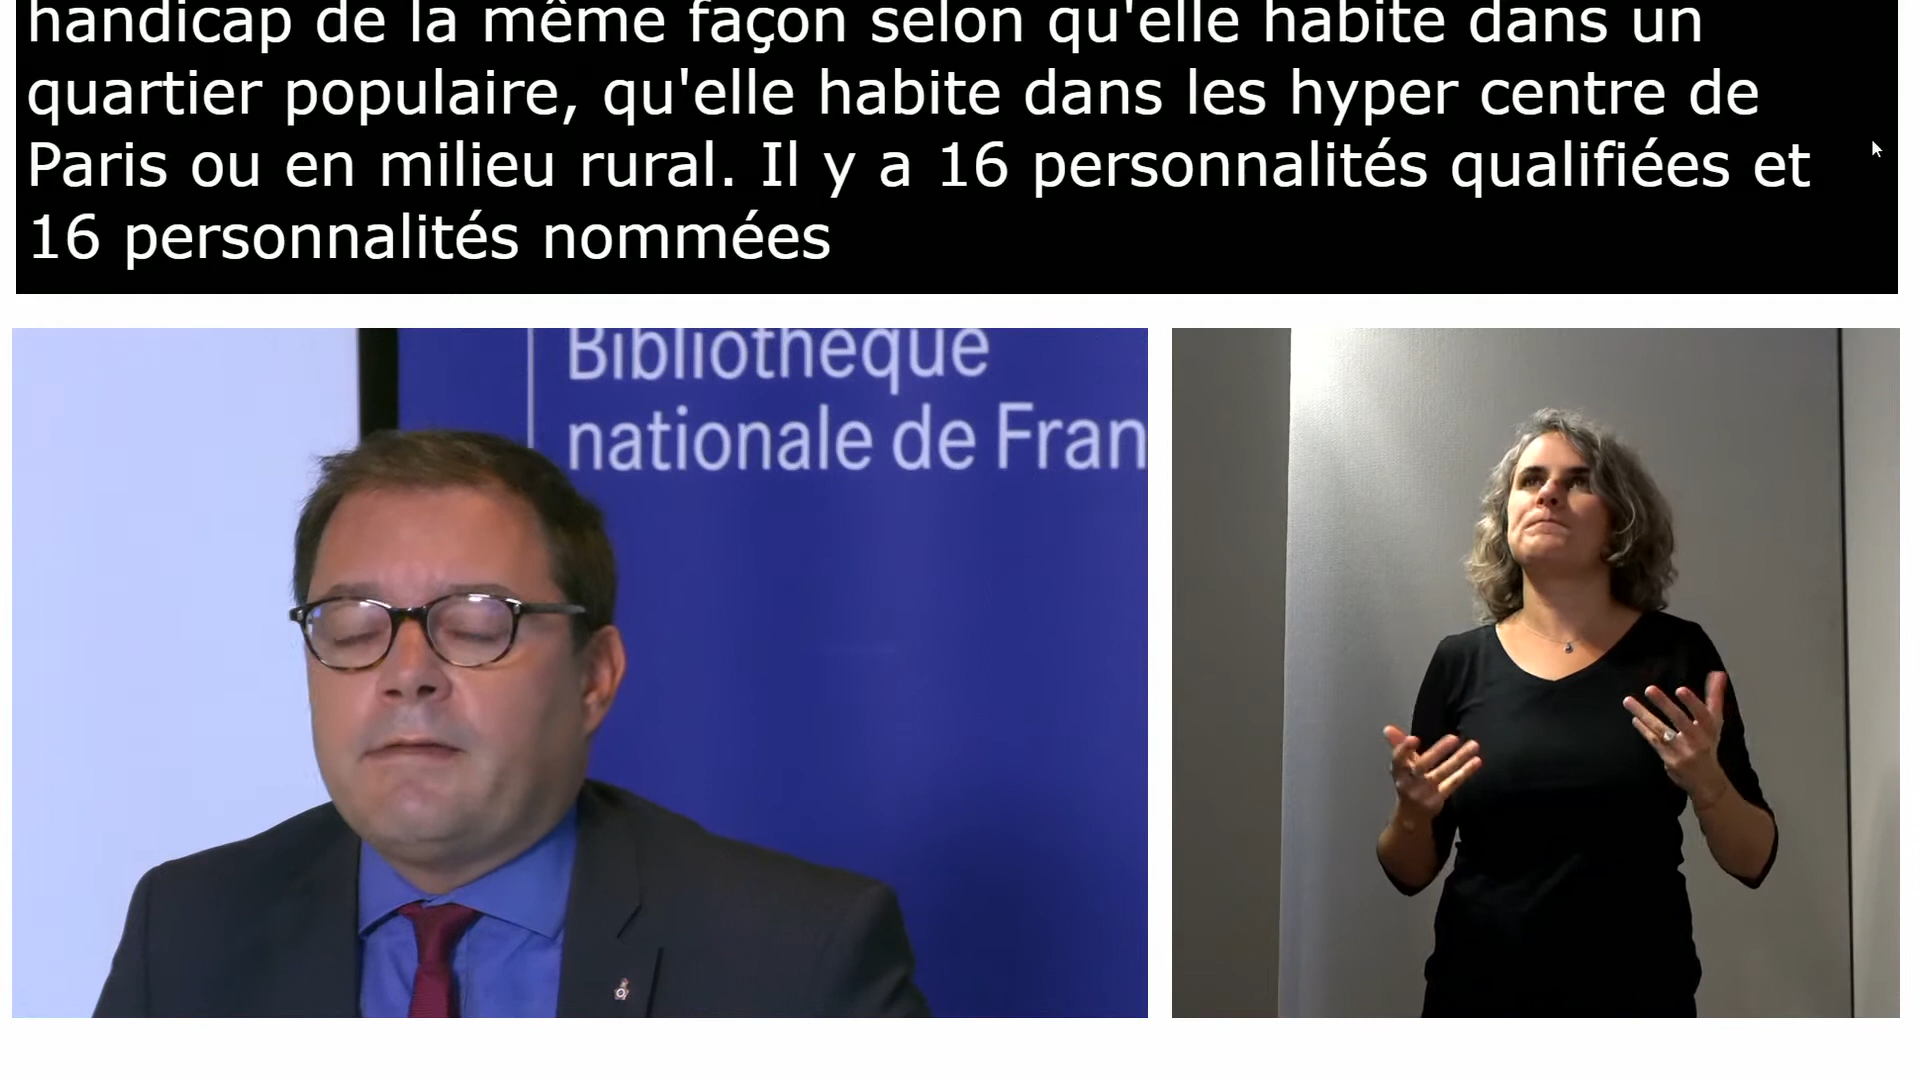 handicap de la même façon selon qu'elle habite dans un
quartier populaire, qu'elle habite dans les hyper centre de
Paris ou en milieu rural. Il y a 16 personnalités qualifiées et
16 personnalités nommées
Bibliothèque
nationale de Fran